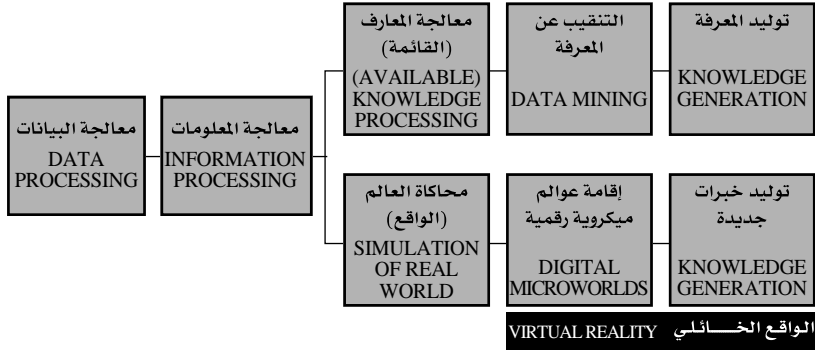 معالجة البيانات
DATA
PROCESSING
معالجة المعلومات
INFORMATION
PROCESSING
معالجة المعارف
(القائمة)
(AVAILABLE)
KNOWLEDGE
PROCESSING
التنقيب عن
المعرفة
DATA MINING
توليد المعرفة
KNOWLEDGE
GENERATION
محاكاة العالم
(الواقع)
SIMULATION
OF REAL
WORLD
إقامة عوالم
ميكروية رقمية
DIGITAL
MICROWORLDS
توليد خبرات
جديدة
KNOWLEDGE
GENERATION
VIRTUAL REALITY الواقع الخــــائلي